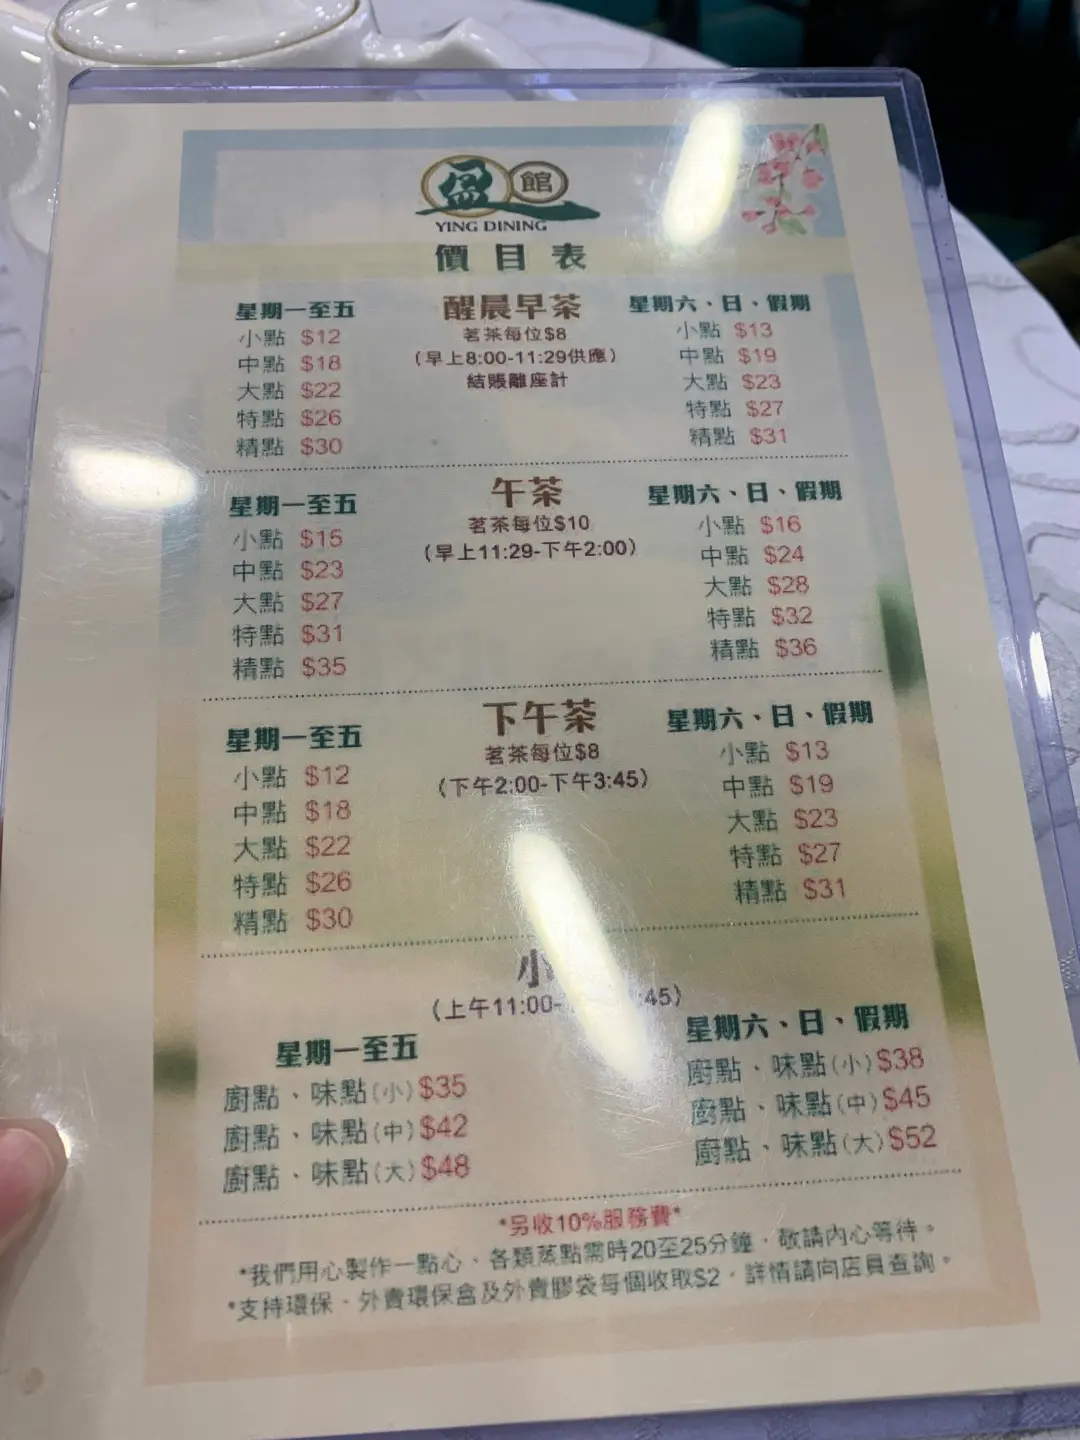 盈館
YING DINING
價目表
星期一至五
小點 $12
中點 $18
大點 $22
特點 $26
精點 $30
醒晨早茶
茗茶每位$8
(早上8:00-11:29供應)
結賬離座計
星期六、日、假期
小點 $13
中點 $19
大點 $23
特點 $27
精點 $31
星期一至五
小點 $15
中點 $23
大點 $27
特點 $31
精點 $35
午茶
茗茶每位$10
(早上11:29-下午2:00)
星期六、日、假期
小點 $16
中點 $24
大點 $28
特點 $32
精點 $36
星期一至五
小點 $12
中點 $18
大點 $22
特點 $26
精點 $30
下午茶
茗茶每位$8
(下午2:00-下午3:45)
星期六、日、假期
小點 $13
中點 $19
大點 $23
特點 $27
精點 $31
小
(上午11:00- :45)
星期一至五
廚點、味點(小)$35
廚點、味點(中)$42
廚點、味點(大)$48
星期六、日、假期
廚點、味點(小)$38
廚點、味點(中)$45
廚點、味點(大)$52
*另收10%服務費*
*我們用心製作一點心、各類蒸點需時20至25分鐘,敬請內心等待。
*支持環保、外賣環保盒及外賣膠袋每個收取$2,詳情請向店員查詢。